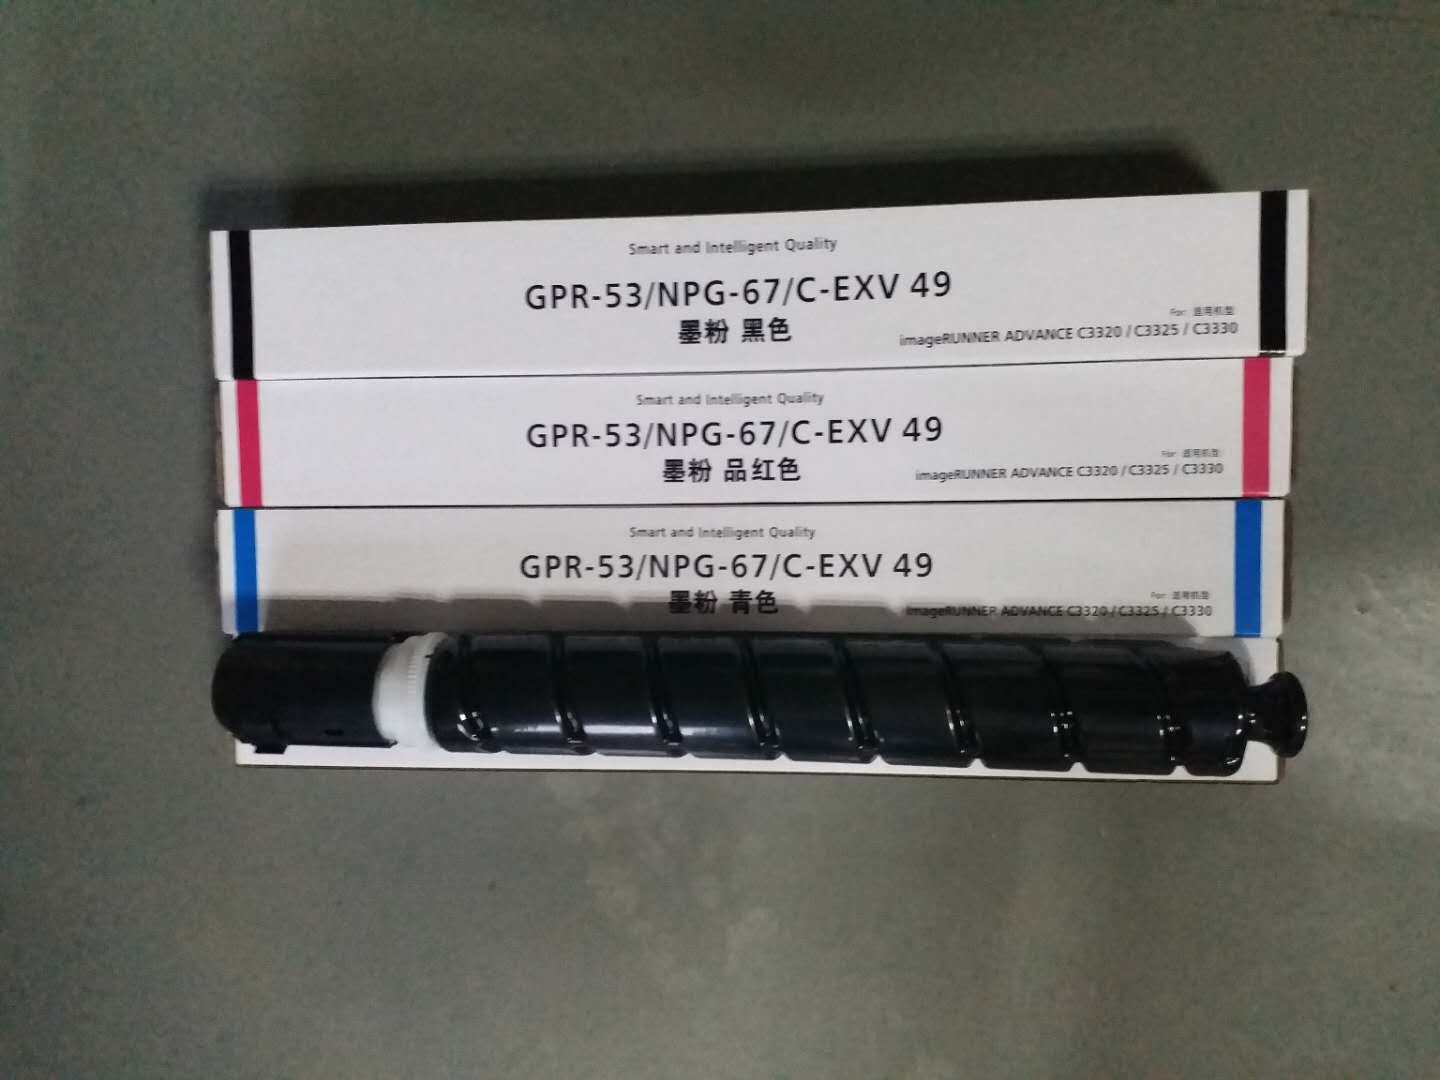 Smart and Intelligent Quality
GPR-53/NPG-67/C-EXV 49
墨粉 黑色
For: 适用机型
imageRUNNER ADVANCE C3320 / C3325 / C3330
Smart and Intelligent Quality
GPR-53/NPG-67/C-EXV 49
墨粉 品红色
For: 适用机型
imageRUNNER ADVANCE C3320 / C3325 / C3330
Smart and Intelligent Quality
GPR-53/NPG-67/C-EXV 49
墨粉 青色
For: 适用机型
imageRUNNER ADVANCE C3320 / C3325 / C3330